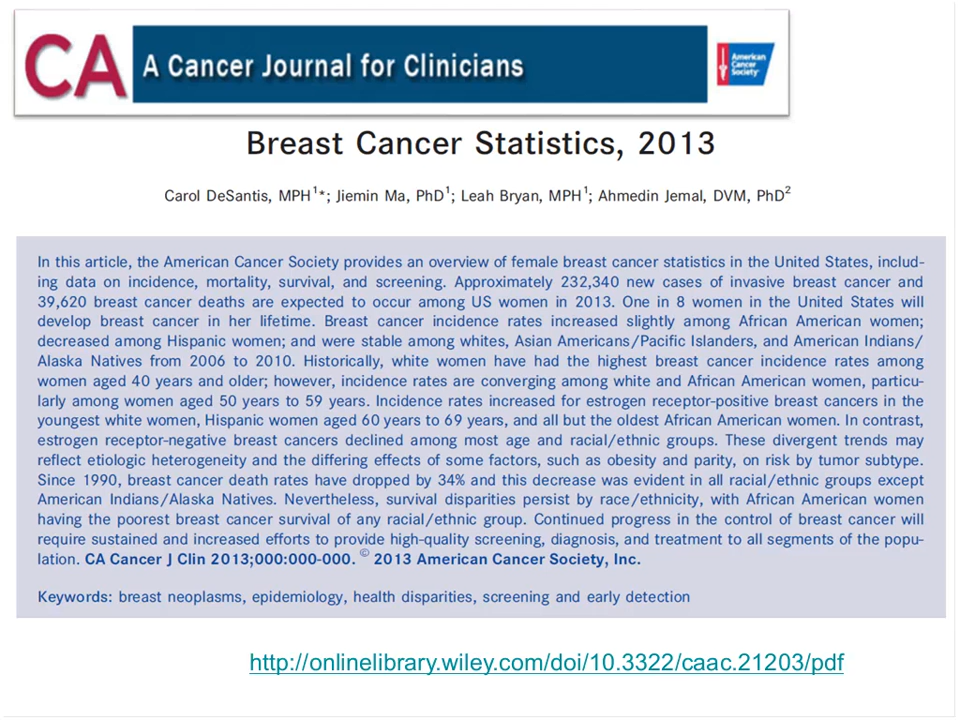 CA A Cancer Journal for Clinicians American Cancer Society®
Breast Cancer Statistics, 2013
Carol DeSantis, MPH1*; Jiemin Ma, PhD1; Leah Bryan, MPH1; Ahmedin Jemal, DVM, PhD2
In this article, the American Cancer Society provides an overview of female breast cancer statistics in the United States, includ-
ing data on incidence, mortality, survival, and screening. Approximately 232,340 new cases of invasive breast cancer and
39,620 breast cancer deaths are expected to occur among US women in 2013. One in 8 women in the United States will
develop breast cancer in her lifetime. Breast cancer incidence rates increased slightly among African American women;
decreased among Hispanic women; and were stable among whites, Asian Americans/Pacific Islanders, and American Indians/
Alaska Natives from 2006 to 2010. Historically, white women have had the highest breast cancer incidence rates among
women aged 40 years and older; however, incidence rates are converging among white and African American women, particu-
larly among women aged 50 years to 59 years. Incidence rates increased for estrogen receptor-positive breast cancers in the
youngest white women, Hispanic women aged 60 years to 69 years, and all but the oldest African American women. In contrast,
estrogen receptor-negative breast cancers declined among most age and racial/ethnic groups. These divergent trends may
reflect etiologic heterogeneity and the differing effects of some factors, such as obesity and parity, on risk by tumor subtype.
Since 1990, breast cancer death rates have dropped by 34% and this decrease was evident in all racial/ethnic groups except
American Indians/Alaska Natives. Nevertheless, survival disparities persist by race/ethnicity, with African American women
having the poorest breast cancer survival of any racial/ethnic group. Continued progress in the control of breast cancer will
require sustained and increased efforts to provide high-quality screening, diagnosis, and treatment to all segments of the popu-
lation. CA Cancer J Clin 2013;000:000-000. © 2013 American Cancer Society, Inc.
Keywords: breast neoplasms, epidemiology, health disparities, screening and early detection
http://onlinelibrary.wiley.com/doi/10.3322/caac.21203/pdf